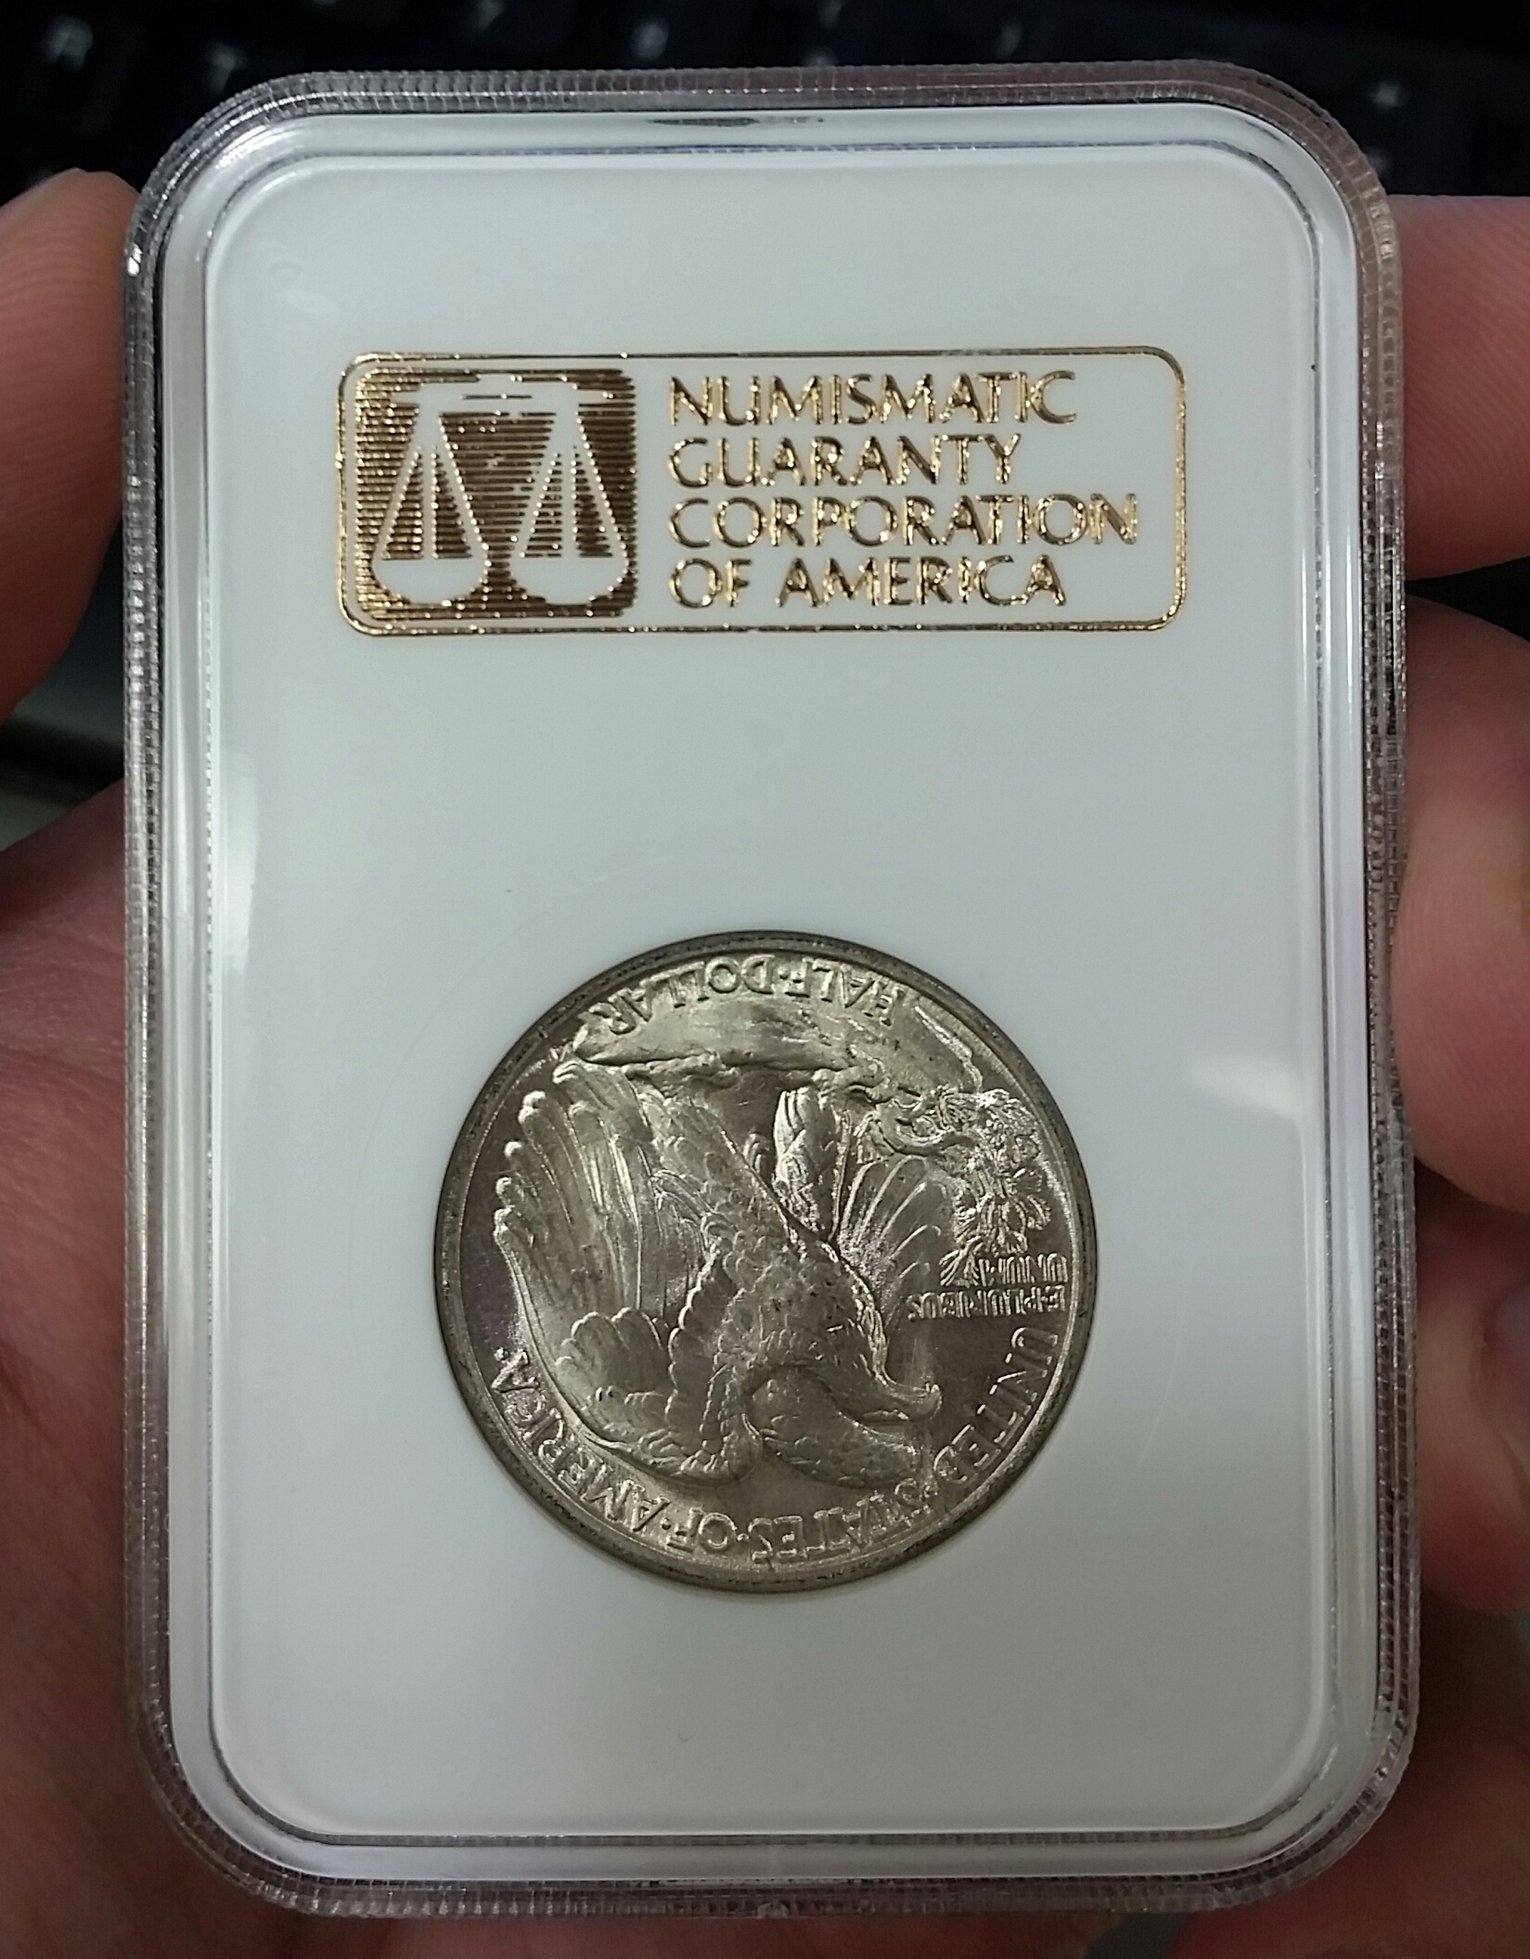 NUMISMATIC
GUARANTY
CORPORATION
OF AMERICA
HALF·DOLLAR
E·PLURIBUS
UNUM
UNITED·STATES·OF·AMERICA